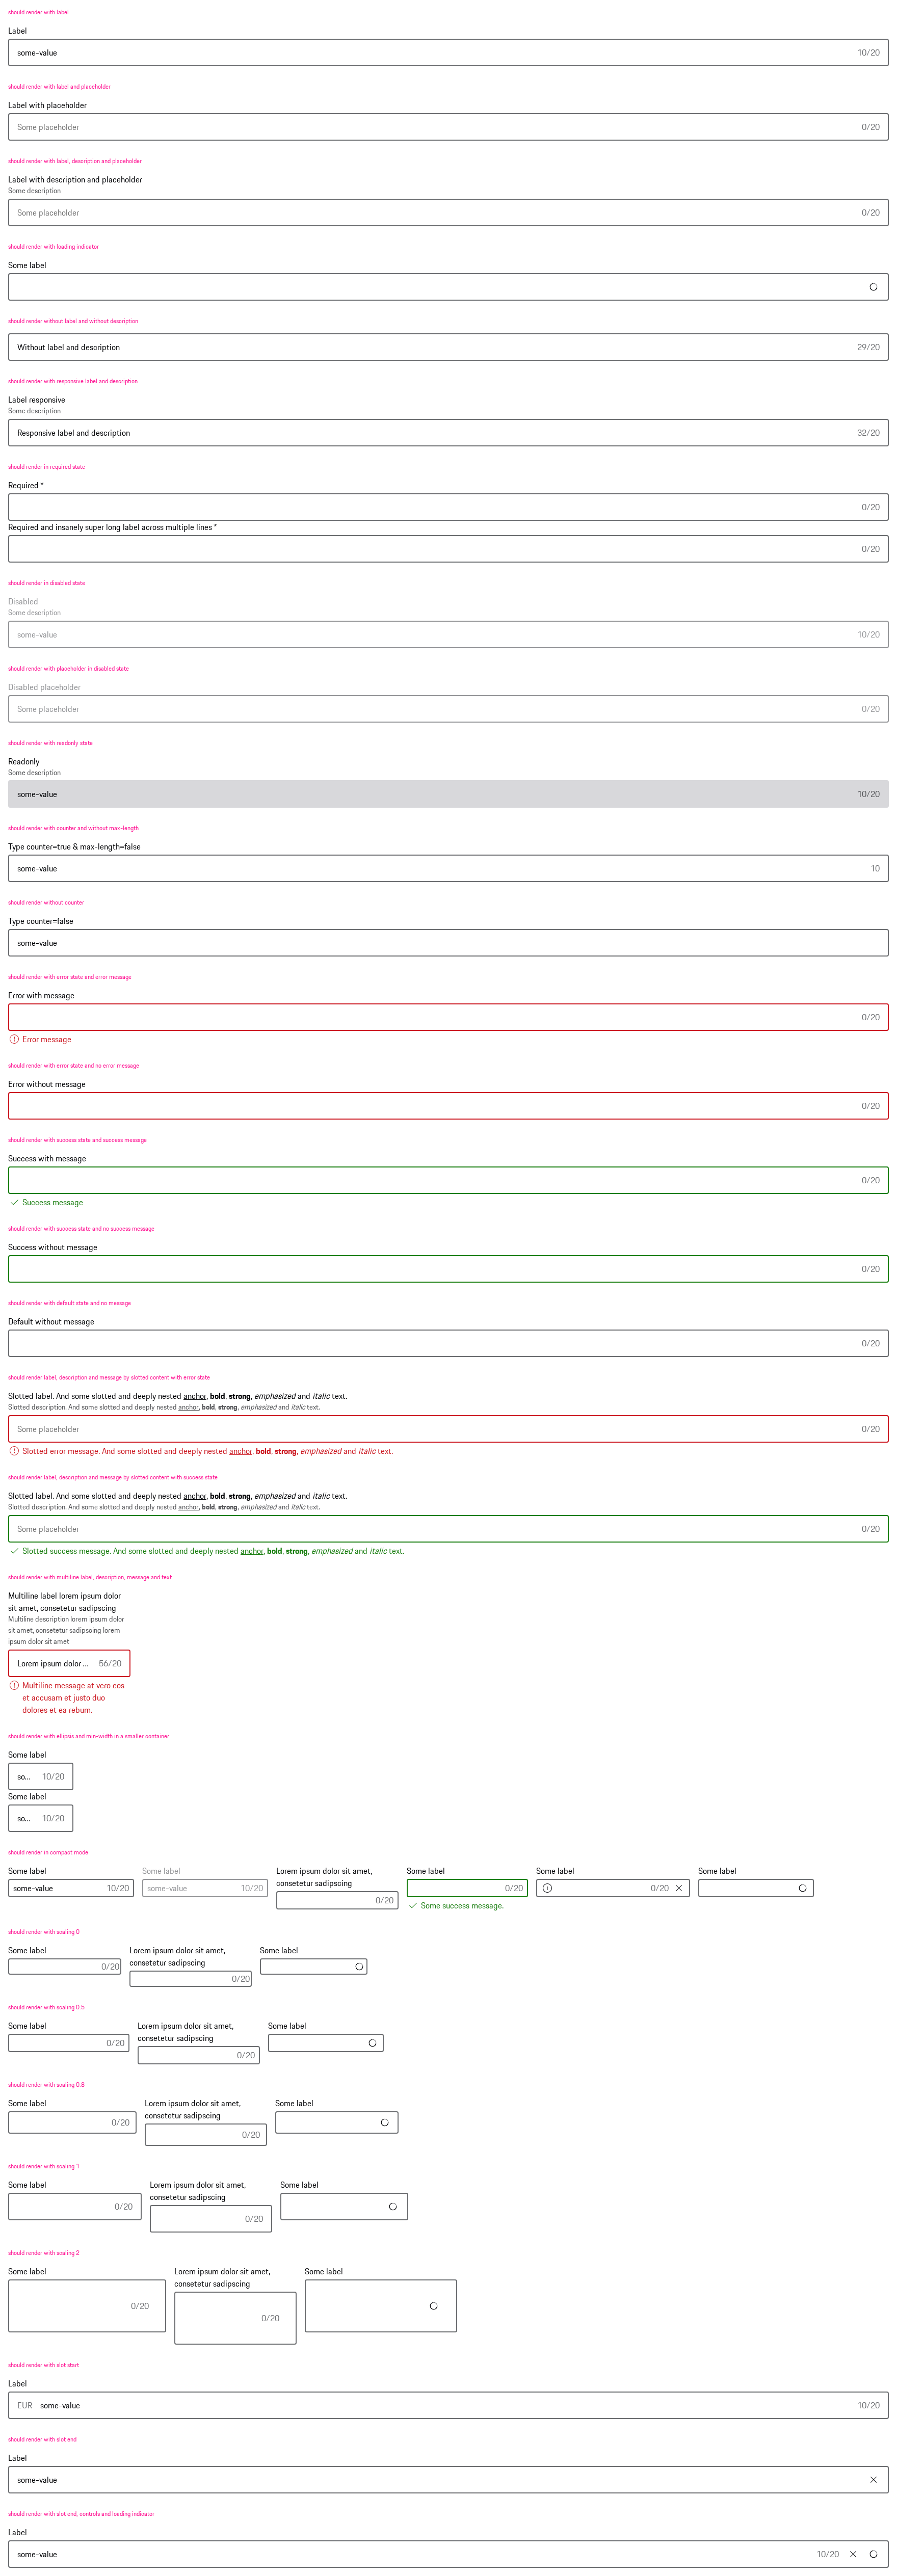 should render with label
Label
some-value 10/20
should render with label and placeholder
Label with placeholder
Some placeholder 0/20
should render with label, description and placeholder
Label with description and placeholder
Some description
Some placeholder 0/20
should render with loading indicator
Some label
should render without label and without description
Without label and description 29/20
should render with responsive label and description
Label responsive
Some description
Responsive label and description 32/20
should render in required state
Required *
0/20
Required and insanely super long label across multiple lines *
0/20
should render in disabled state
Disabled
Some description
some-value 10/20
should render with placeholder in disabled state
Disabled placeholder
Some placeholder 0/20
should render with readonly state
Readonly
Some description
some-value 10/20
should render with counter and without max-length
Type counter=true & max-length=false
some-value 10
should render without counter
Type counter=false
some-value
should render with error state and error message
Error with message
0/20
Error message
should render with error state and no error message
Error without message
0/20
should render with success state and success message
Success with message
0/20
Success message
should render with success state and no success message
Success without message
0/20
should render with default state and no message
Default without message
0/20
should render label, description and message by slotted content with error state
Slotted label. And some slotted and deeply nested anchor, bold, strong, emphasized and italic text.
Slotted description. And some slotted and deeply nested anchor, bold, strong, emphasized and italic text.
Some placeholder 0/20
Slotted error message. And some slotted and deeply nested anchor, bold, strong, emphasized and italic text.
should render label, description and message by slotted content with success state
Slotted label. And some slotted and deeply nested anchor, bold, strong, emphasized and italic text.
Slotted description. And some slotted and deeply nested anchor, bold, strong, emphasized and italic text.
Some placeholder 0/20
Slotted success message. And some slotted and deeply nested anchor, bold, strong, emphasized and italic text.
should render with multiline label, description, message and text
Multiline label lorem ipsum dolor
sit amet, consetetur sadipscing
Multiline description lorem ipsum dolor
sit amet, consetetur sadipscing lorem
ipsum dolor sit amet
Lorem ipsum dolor ... 56/20
Multiline message at vero eos
et accusam et justo duo
dolores et ea rebum.
should render with ellipsis and min-width in a smaller container
Some label
so... 10/20
Some label
so... 10/20
should render in compact mode
Some label
some-value 10/20
Some label
some-value 10/20
Lorem ipsum dolor sit amet,
consetetur sadipscing
0/20
Some label
0/20
Some success message.
Some label
0/20
Some label
should render with scaling 0
Some label
0/20
Lorem ipsum dolor sit amet,
consetetur sadipscing
0/20
Some label
should render with scaling 0.5
Some label
0/20
Lorem ipsum dolor sit amet,
consetetur sadipscing
0/20
Some label
should render with scaling 0.8
Some label
0/20
Lorem ipsum dolor sit amet,
consetetur sadipscing
0/20
Some label
should render with scaling 1
Some label
0/20
Lorem ipsum dolor sit amet,
consetetur sadipscing
0/20
Some label
should render with scaling 2
Some label
0/20
Lorem ipsum dolor sit amet,
consetetur sadipscing
0/20
Some label
should render with slot start
Label
EUR some-value 10/20
should render with slot end
Label
some-value
should render with slot end, controls and loading indicator
Label
some-value 10/20